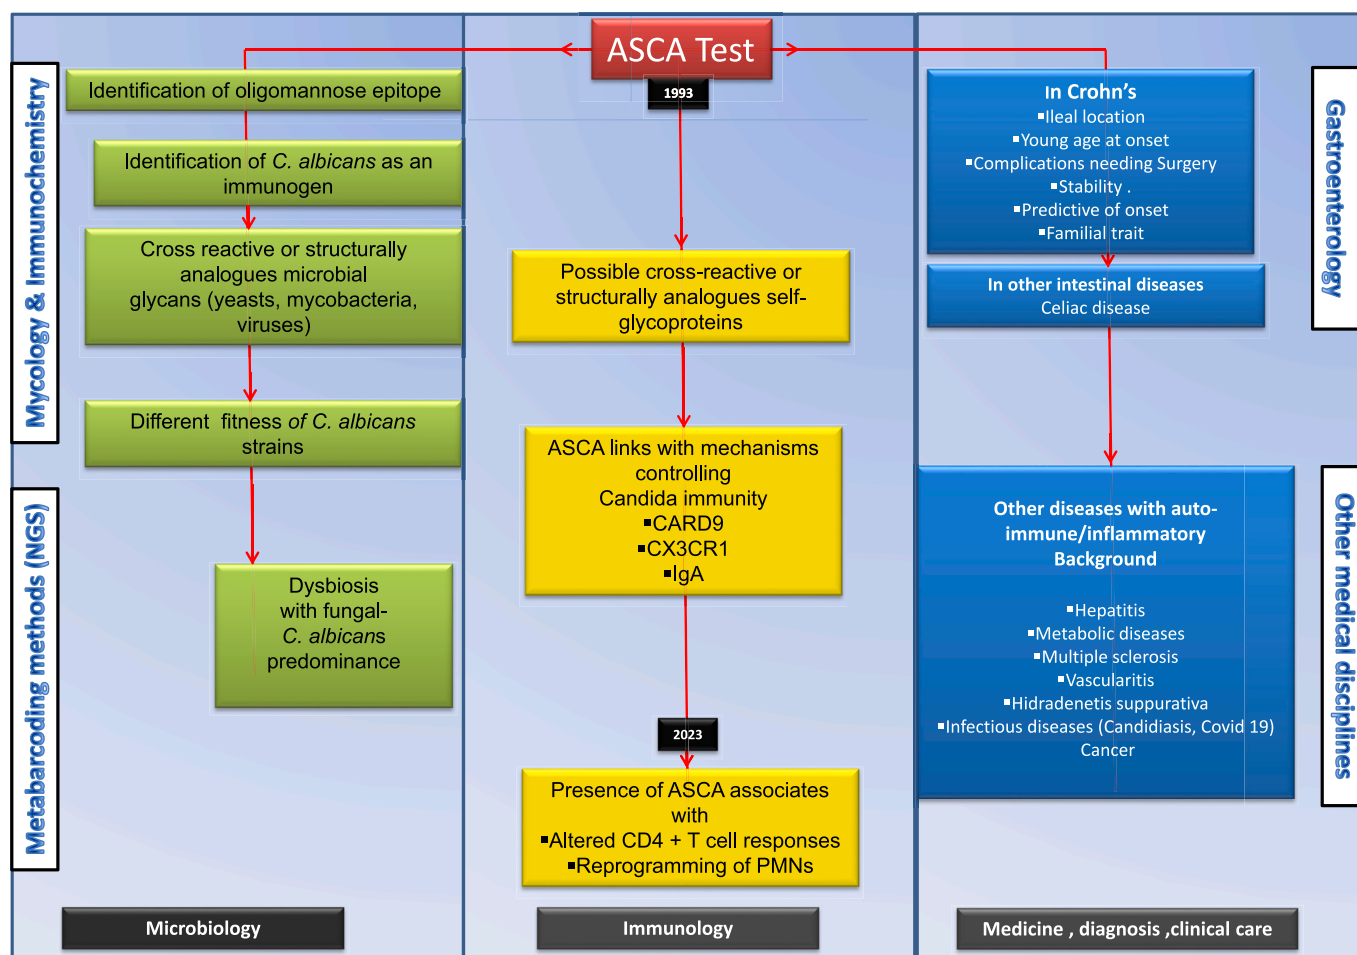 ASCA Test
1993
Mycology & Immunochemistry
Metabarcoding methods (NGS)
Identification of oligomannose epitope
Identification of C. albicans as an
immunogen
Cross reactive or structurally
analogues microbial
glycans (yeasts, mycobacteria,
viruses)
Different fitness of C. albicans
strains
Dysbiosis
with fungal-
C. albicans
predominance
Microbiology
Possible cross-reactive or
structurally analogues self-
glycoproteins
ASCA links with mechanisms
controlling
Candida immunity
▪CARD9
▪CX3CR1
▪IgA
2023
Presence of ASCA associates
with
▪Altered CD4 + T cell responses
▪Reprogramming of PMNs
Immunology
In Crohn's
▪Ileal location
▪Young age at onset
▪Complications needing Surgery
▪Stability .
▪Predictive of onset
▪Familial trait
In other intestinal diseases
Celiac disease
Other diseases with auto-
immune/inflammatory
Background
▪Hepatitis
▪Metabolic diseases
▪Multiple sclerosis
▪Vascularitis
▪Hidradenetis suppurativa
▪Infectious diseases (Candidiasis, Covid 19)
Cancer
Medicine , diagnosis ,clinical care
Gastroenterology
Other medical disciplines